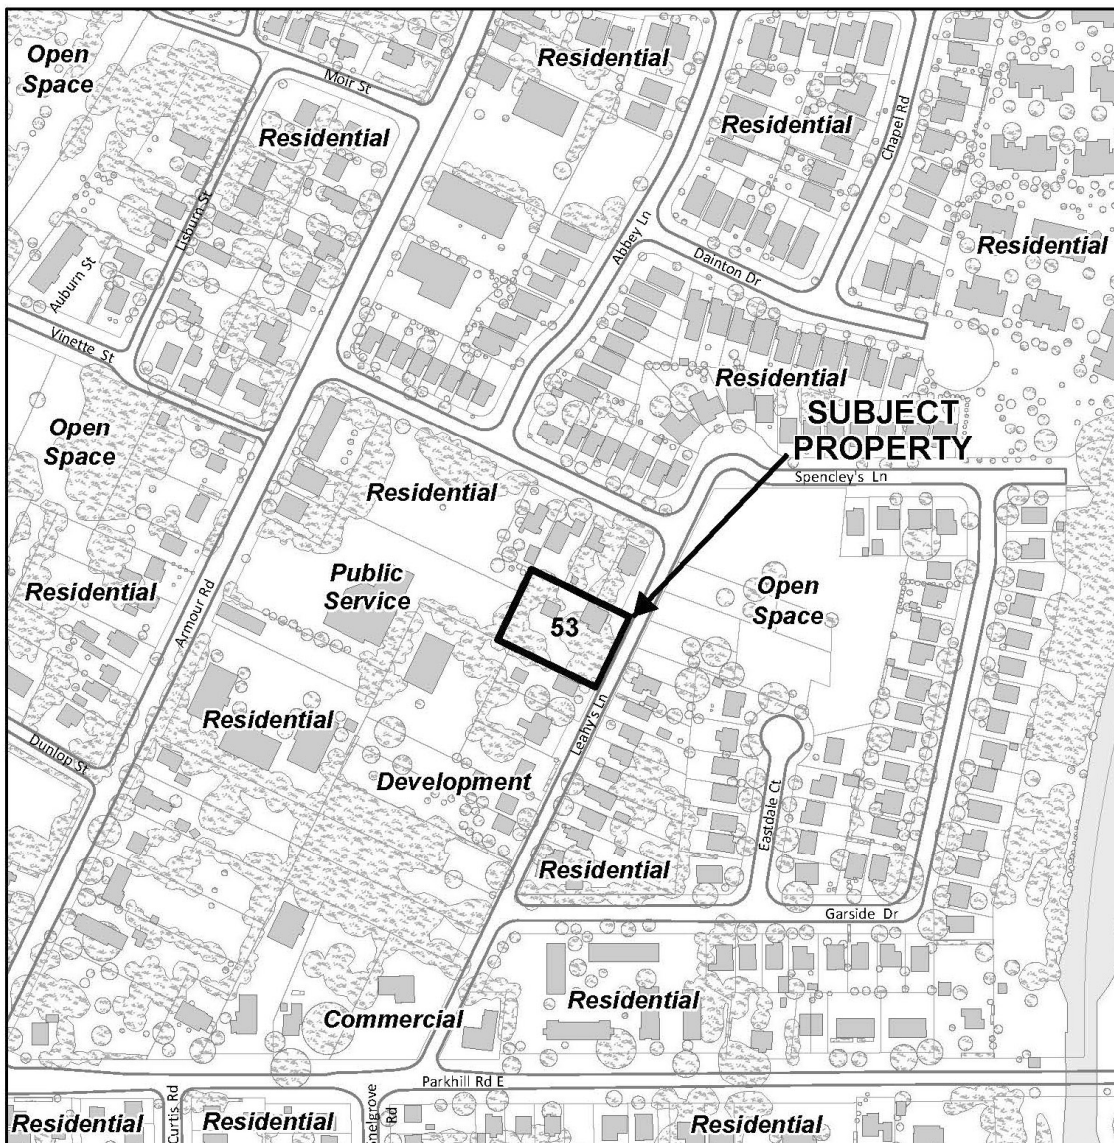 Open
Space
Moir St
Residential
Residential
Residential
Chapel Rd
Lisburn St
Abbey Ln
Dainton Dr
Residential
Auburn St
Vinette St
Residential
SUBJECT
PROPERTY
Open
Space
Spencley's Ln
Residential
Public
Service
Open
Space
Residential
Armour Rd
53
Leahy's Ln
Residential
Dunlop St
Development
Eastdale Ct
Residential
Garside Dr
Residential
Commercial
Parkhill Rd E
Residential
Curtis Rd
Residential
Rd
Residential